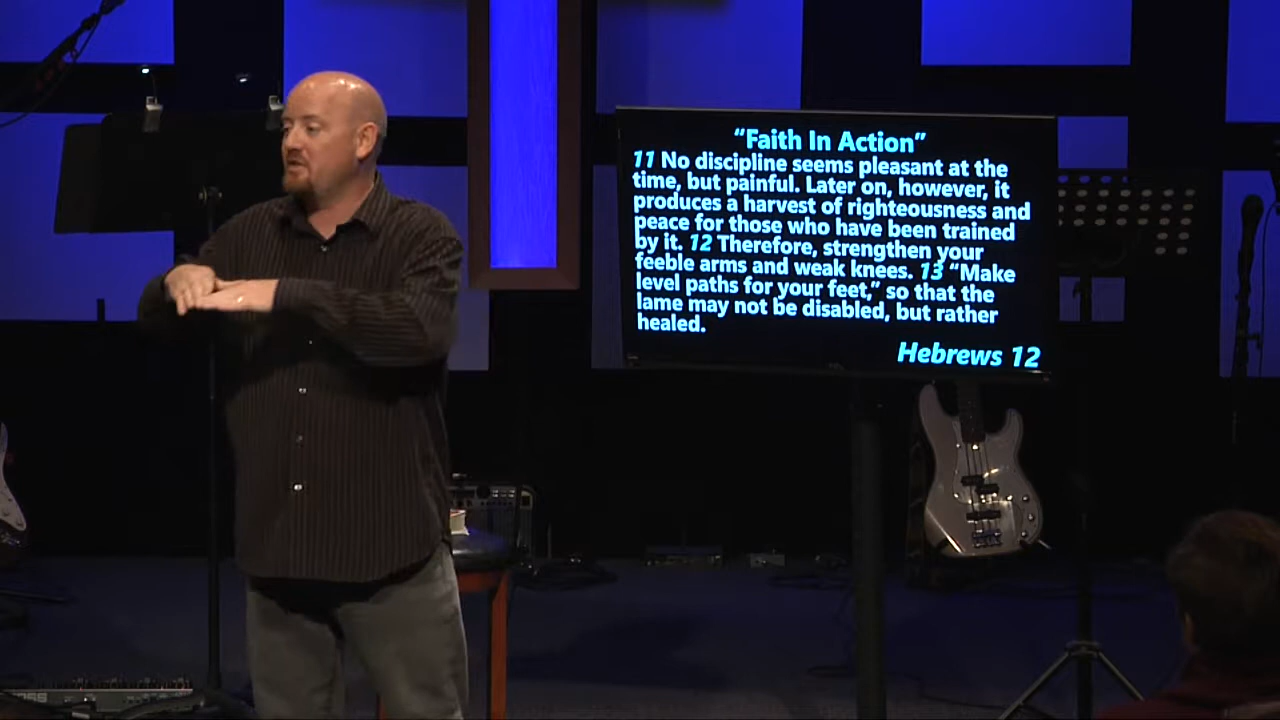 “Faith In Action”
11 No discipline seems pleasant at the
time, but painful. Later on, however, it
produces a harvest of righteousness and
peace for those who have been trained
by it. 12 Therefore, strengthen your
feeble arms and weak knees. 13 “Make
level paths for your feet,” so that the
lame may not be disabled, but rather
healed.
Hebrews 12
BOSS